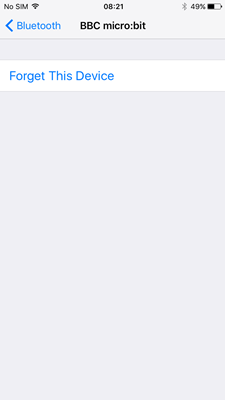 No SIM 08:21 49%
Bluetooth BBC micro:bit
Forget This Device